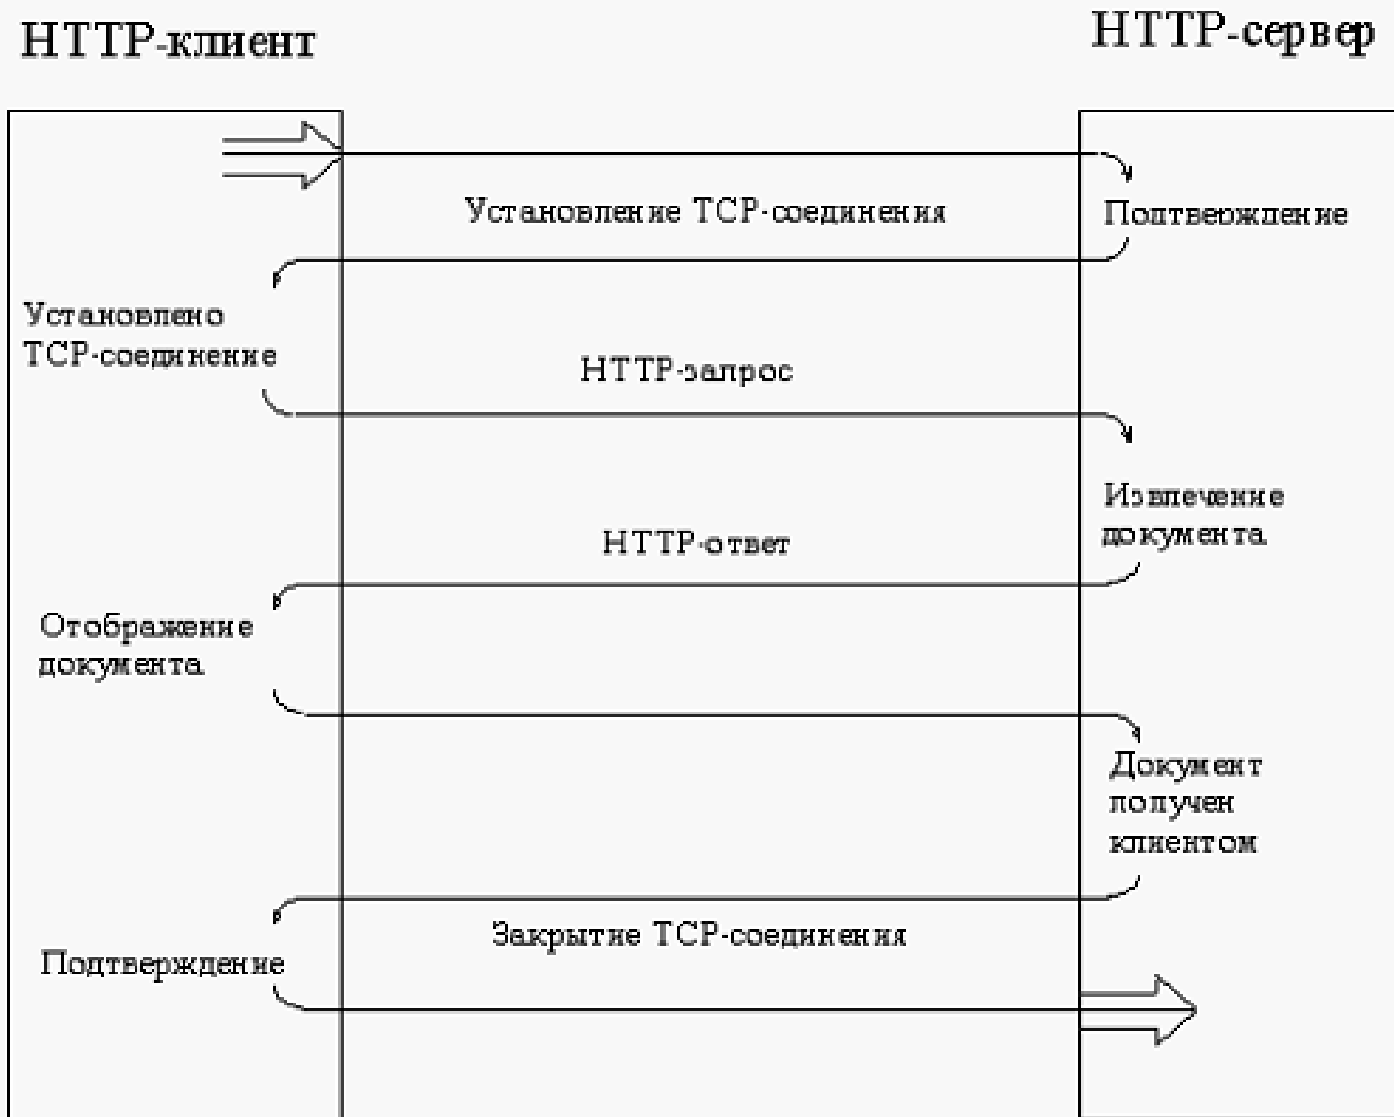 HTTP-клиент
HTTP-сервер
Установление TCP-соединения
Подтверждение
Установлено
TCP-соединение
HTTP-запрос
Извлечение
документа
HTTP-ответ
Отображение
документа
Документ
получен
клиентом
Закрытие TCP-соединения
Подтверждение